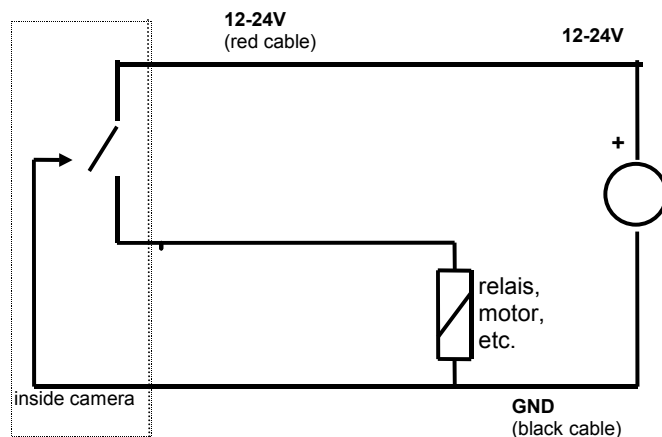 12-24V
(red cable)
12-24V
+
relais,
motor,
etc.
inside camera
GND
(black cable)